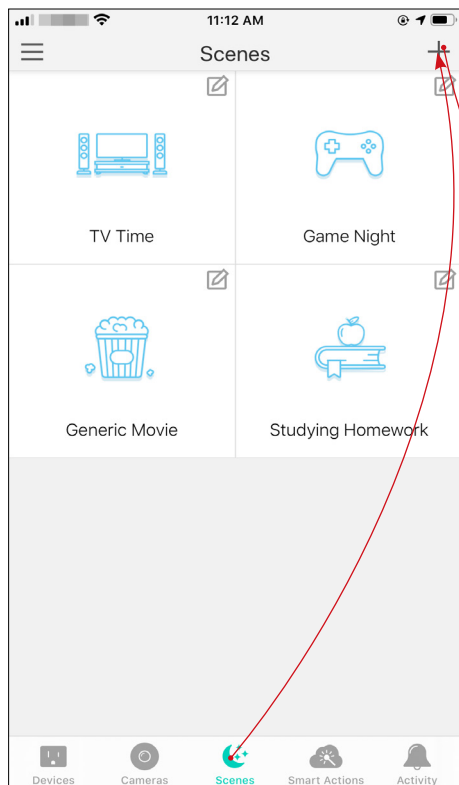 11:12 AM
Scenes
TV Time
Game Night
Generic Movie
Studying Homework
Devices
Cameras
Scenes
Smart Actions
Activity